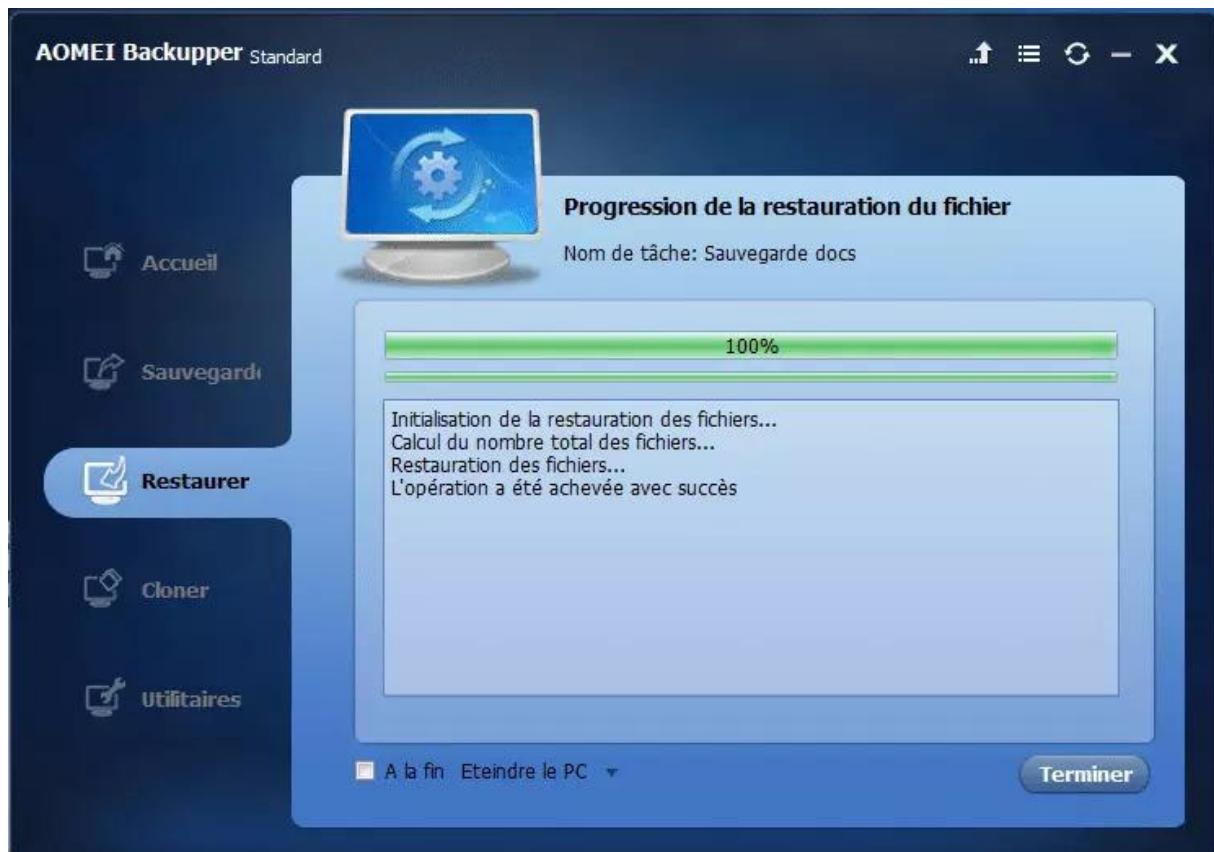 AOMEI Backupper Standard
Progression de la restauration du fichier
Nom de tâche: Sauvegarde docs
Accueil
Sauvegarde
Restaurer
Cloner
Utilitaires
100%
Initialisation de la restauration des fichiers...
Calcul du nombre total des fichiers...
Restauration des fichiers...
L'opération a été achevée avec succès
A la fin Eteindre le PC
Terminer